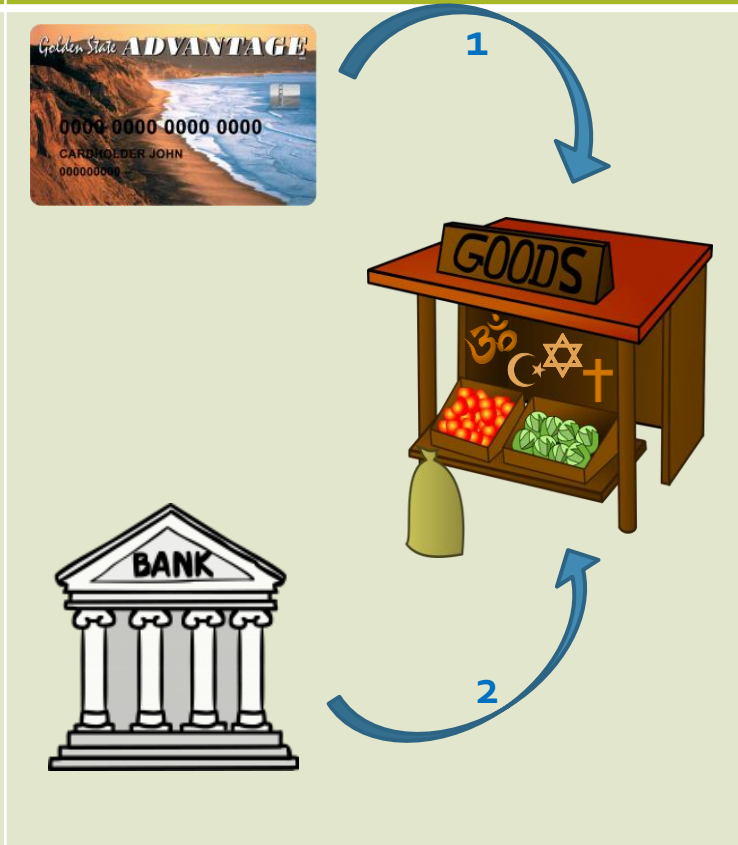 Golden State ADVANTAGE
0000 0000 0000 0000
CARDHOLDER JOHN
000000000
1
GOODS
ॐ
BANK
2